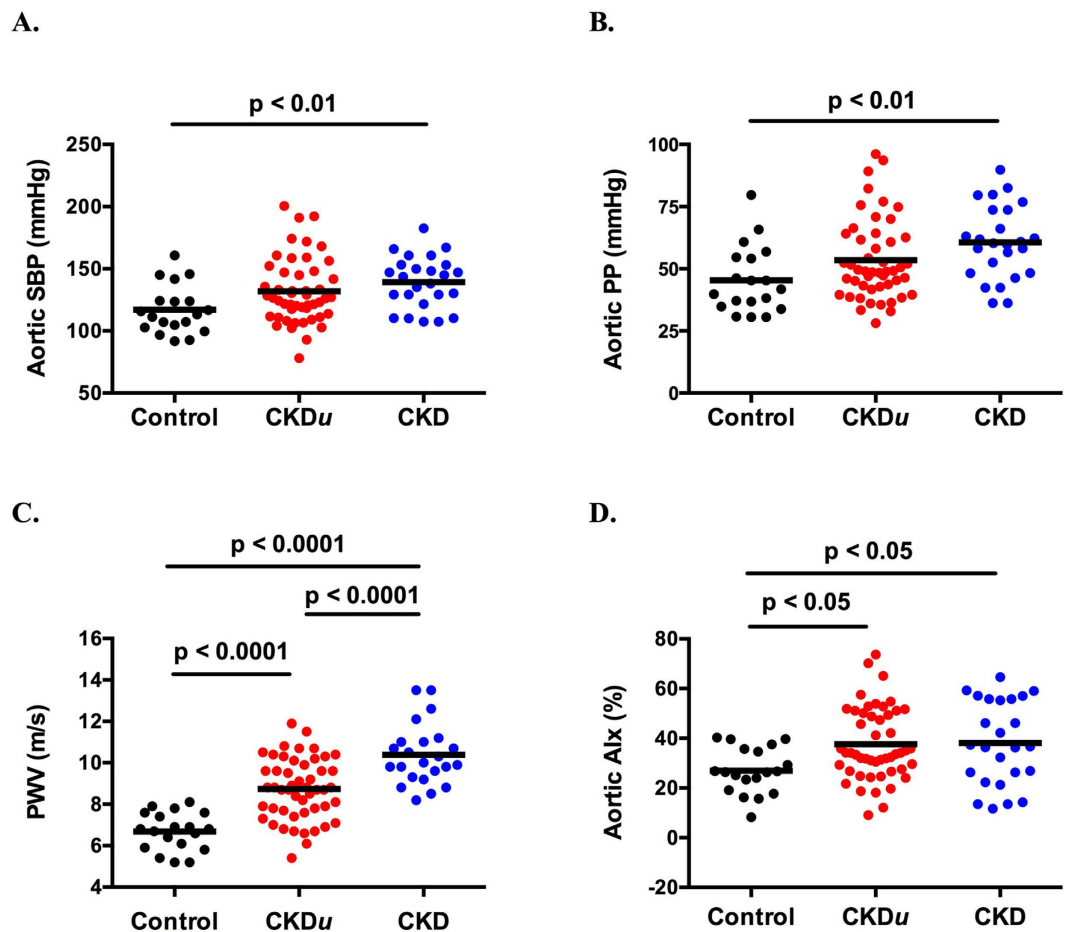 A.
p < 0.01
Aortic SBP (mmHg)
250
200
150
100
50
Control CKDu CKD
B.
p < 0.01
Aortic PP (mmHg)
100
75
50
25
0
Control CKDu CKD
C.
p < 0.0001
p < 0.0001
p < 0.0001
PWV (m/s)
16
14
12
10
8
6
4
Control CKDu CKD
D.
p < 0.05
p < 0.05
Aortic AIx (%)
80
60
40
20
0
-20
Control CKDu CKD